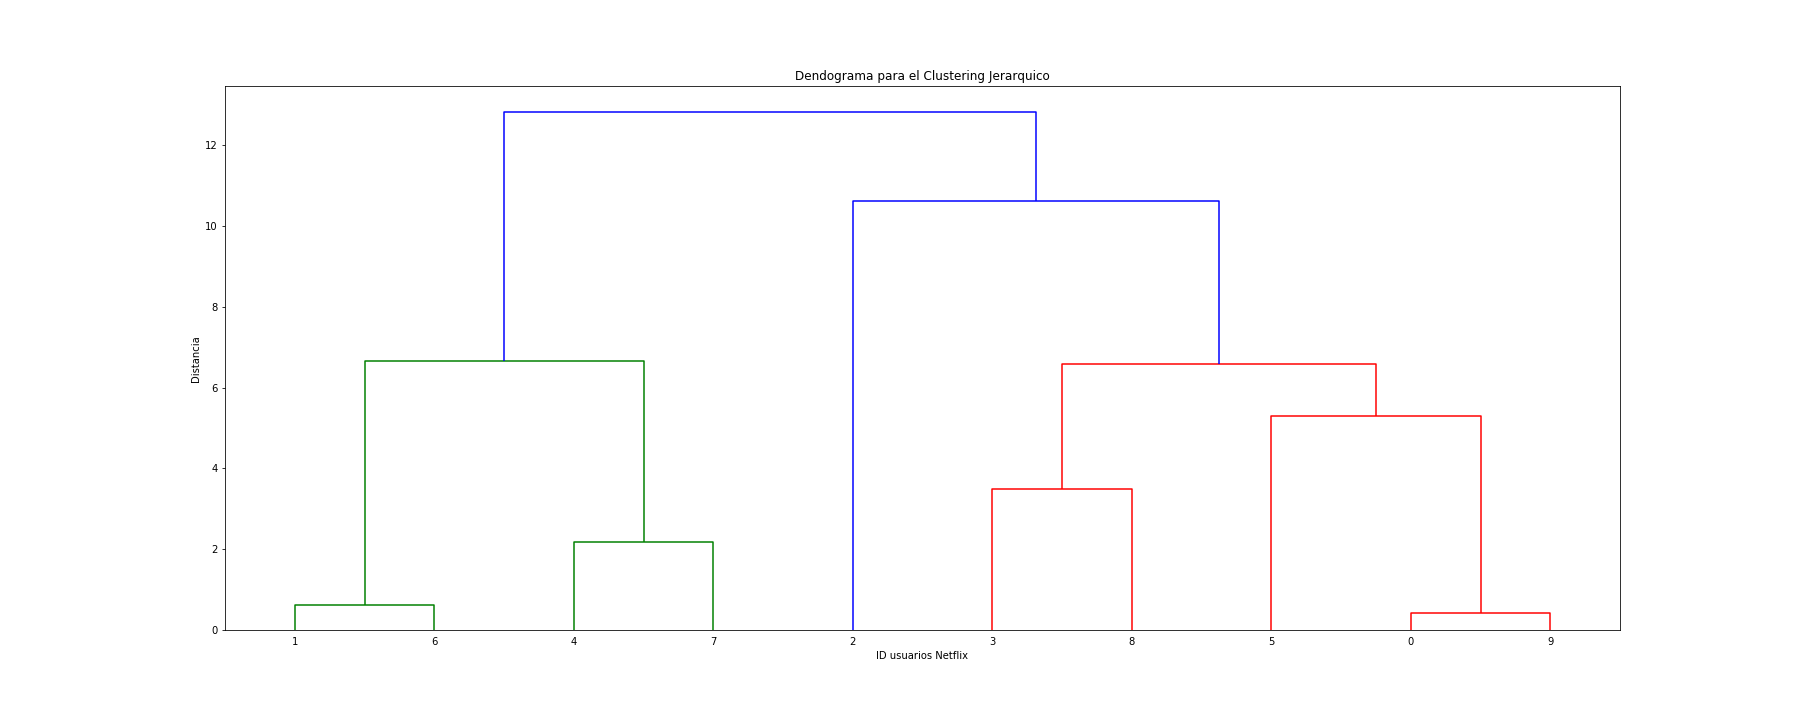 Dendograma para el Clustering Jerarquico
12
10
8
6
4
2
0
Distancia
1 6 4 7 2 3 8 5 0 9
ID usuarios Netflix